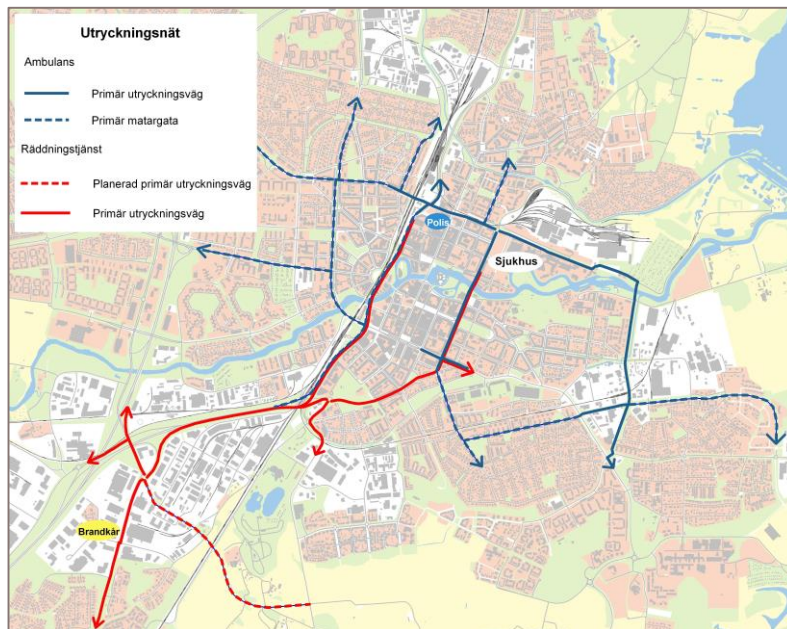 Utryckningsnät
Ambulans
Primär utryckningsväg
Primär matargata
Räddningstjänst
Planerad primär utryckningsväg
Primär utryckningsväg
Polis
Sjukhus
Brandkår